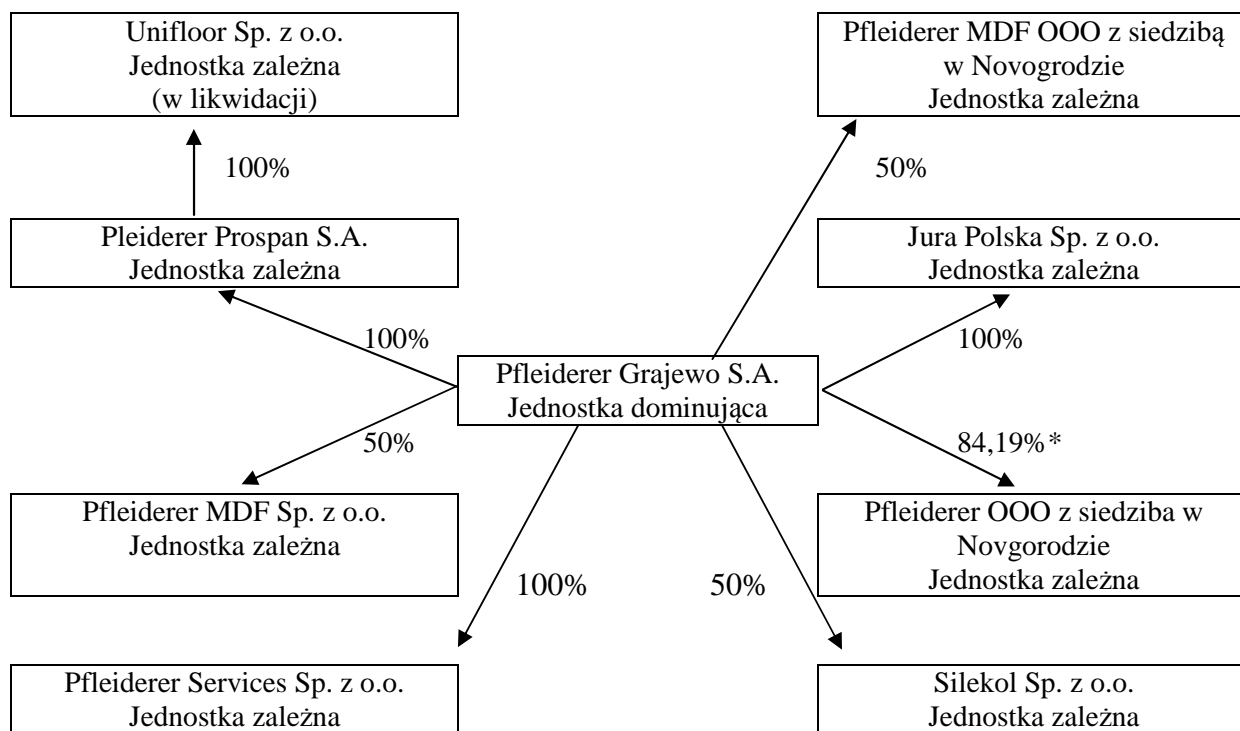 Unifloor Sp. z o.o.
Jednostka zależna
(w likwidacji)
Pfleiderer MDF OOO z siedzibą
w Novogrodzie
Jednostka zależna
100%
50%
Pleiderer Prospan S.A.
Jednostka zależna
Jura Polska Sp. z o.o.
Jednostka zależna
100%
100%
Pfleiderer Grajewo S.A.
Jednostka dominująca
50%
84,19%*
Pfleiderer MDF Sp. z o.o.
Jednostka zależna
Pfleiderer OOO z siedziba w
Novgorodzie
Jednostka zależna
100%
50%
Pfleiderer Services Sp. z o.o.
Jednostka zależna
Silekol Sp. z o.o.
Jednostka zależna